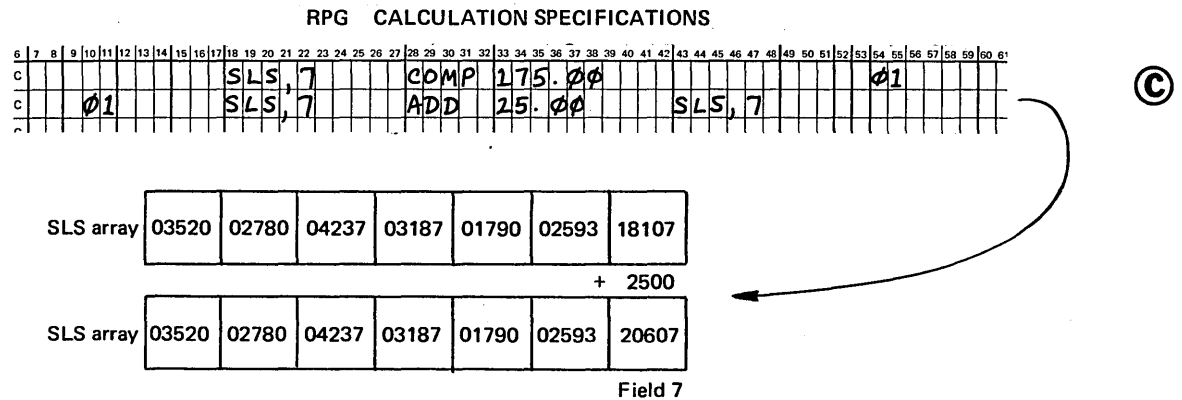 RPG CALCULATION SPECIFICATIONS
6 7 8 9 10 11 12 13 14 15 16 17 18 19 20 21 22 23 24 25 26 27 28 29 30 31 32 33 34 35 36 37 38 39 40 41 42 43 44 45 46 47 48 49 50 51 52 53 54 55 56 57 58 59 60 61
C SLS,7 COMP 175.ØØ Ø1
C Ø1 SLS,7 ADD 25.ØØ SLS,7
C
Ⓒ
SLS array 03520 02780 04237 03187 01790 02593 18107
+ 2500
SLS array 03520 02780 04237 03187 01790 02593 20607
Field 7